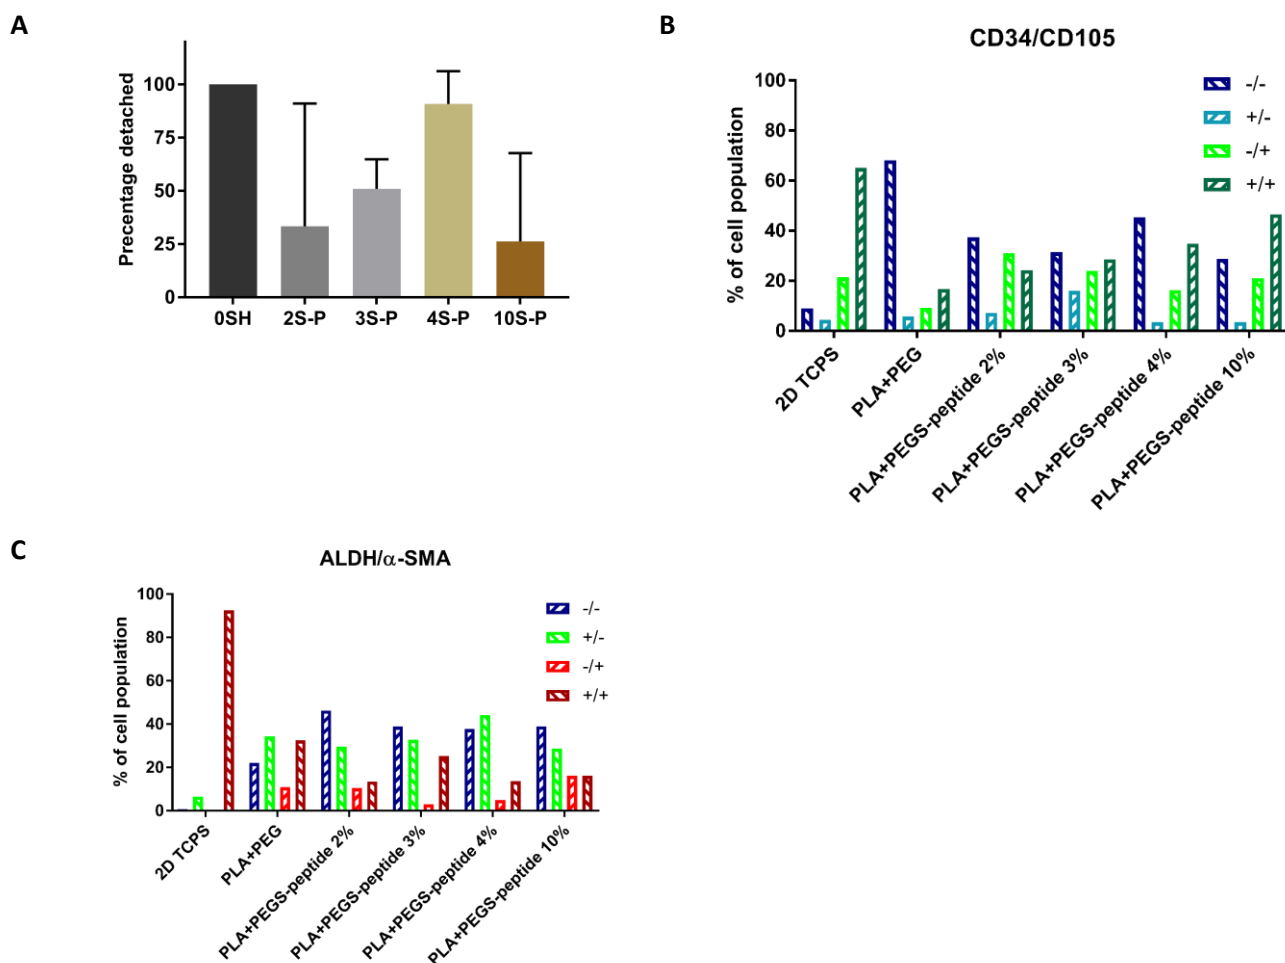 A
Precentage detached
100
75
50
25
0
0SH 2S-P 3S-P 4S-P 10S-P
B
CD34/CD105
% of cell population
100
80
60
40
20
0
-/-
+/-
-/+
+/+
2D TCPS
PLA+PEG
PLA+PEGS-peptide 2%
PLA+PEGS-peptide 3%
PLA+PEGS-peptide 4%
PLA+PEGS-peptide 10%
C
ALDH/α-SMA
% of cell population
100
80
60
40
20
0
-/-
+/-
-/+
+/+
2D TCPS
PLA+PEG
PLA+PEGS-peptide 2%
PLA+PEGS-peptide 3%
PLA+PEGS-peptide 4%
PLA+PEGS-peptide 10%